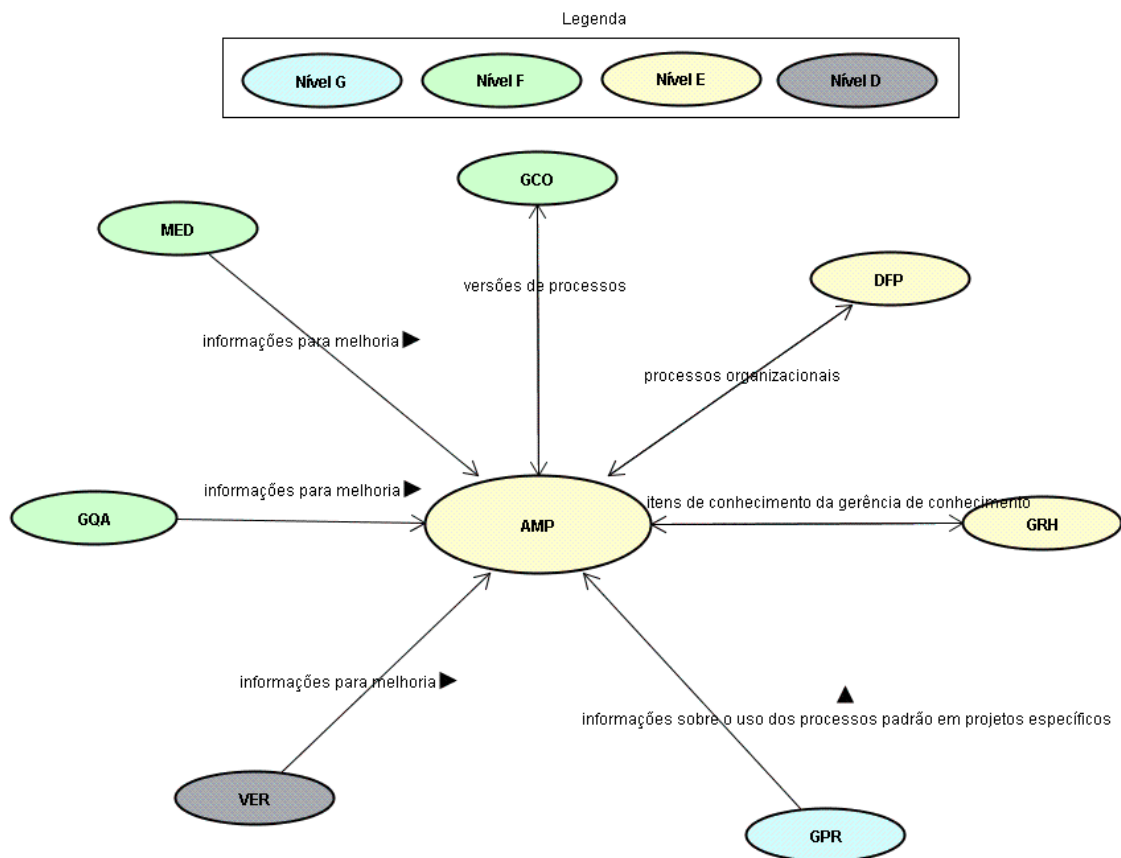 Legenda
Nível G
Nível F
Nível E
Nível D
GCO
MED
DFP
versões de processos
informações para melhoria
processos organizacionais
informações para melhoria
itens de conhecimento da gerência de conhecimento
GQA
AMP
GRH
informações para melhoria
informações sobre o uso dos processos padrão em projetos específicos
VER
GPR